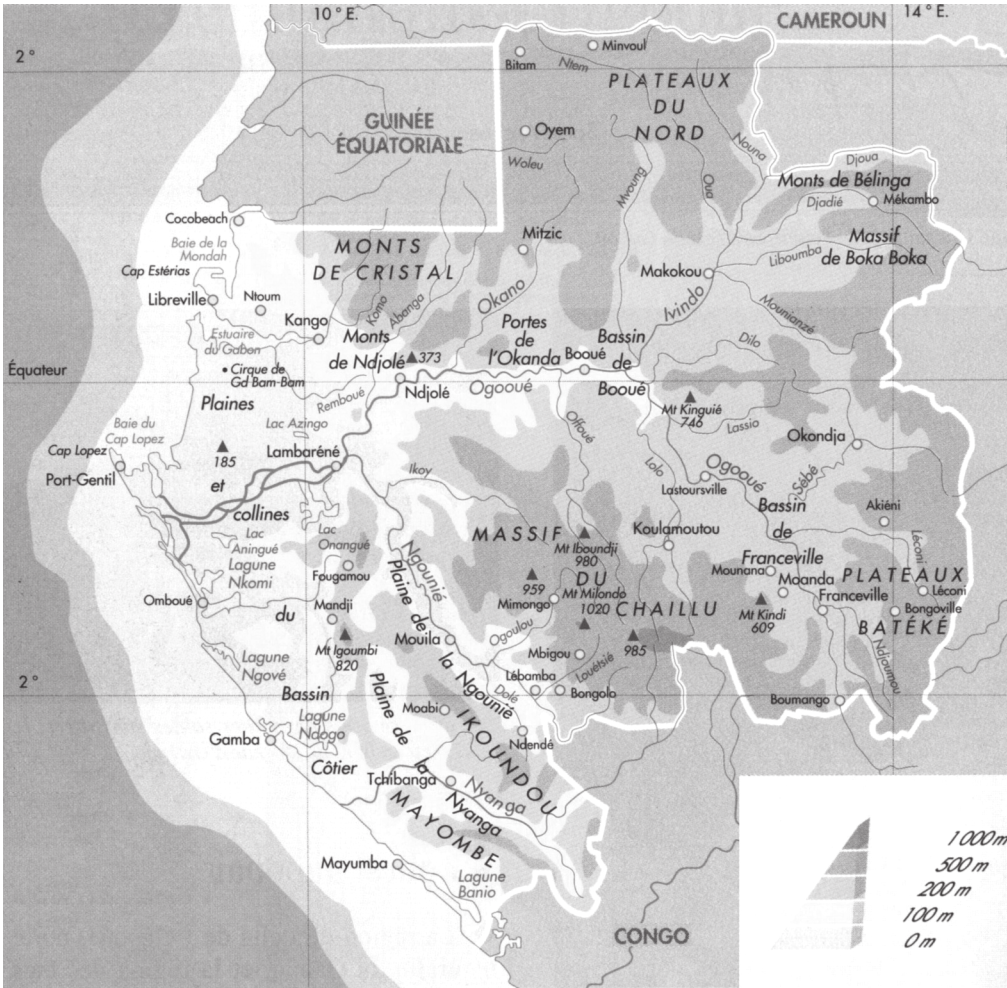 10° E.
14° E.
CAMEROUN
2°
Minvoul
Bitam
Ntem
PLATEAUX
DU
NORD
GUINÉE
ÉQUATORIALE
Oyem
Woleu
Mvoung
Oua
Nouna
Djoua
Monts de Bélinga
Djadié
Mékambo
Cocobeach
Baie de la
Mondah
Cap Estérias
MONTS
DE CRISTAL
Mitzic
Massif
de Boka Boka
Liboumba
Makokou
Libreville
Ntoum
Kango
Komo
Abanga
Okano
Ivindo
Mounianzé
Estuaire
du Gabon
Monts
de Ndjolé
373
Portes
de
l'Okanda
Booué
Bassin
de
Booué
Dilo
Équateur
Cirque de
Gd Bam-Bam
Remboué
Ndjolé
Ogooué
Mt Kinguié
746
Lassio
Plaines
Baie du
Cap Lopez
Lac Azingo
Offoué
Okondja
Cap Lopez
Port-Gentil
185
et
collines
Lambaréné
Ikoy
Lolo
Ogooué
Lastoursville
Sébé
Bassin
de
Franceville
Akiéni
Lac
Aningué
Lac
Onangué
Ngounié
MASSIF
DU
CHAILLU
Mt Iboundji
980
Koulamoutou
Léconi
Lagune
Nkomi
Fougamou
959
Mimongo
Mt Milondo
1020
Mounana
Moanda
PLATEAUX
BATÉKÉ
Léconi
Franceville
Bongoville
Omboué
du
Mandji
Plaine de
la Ngounié
Mt Kindi
609
Mt Igoumbi
820
Mouila
Ogoulou
985
Mbigou
Louétsié
Ndjoumou
2°
Lagune
Ngové
Lébamba
Dolé
Bongolo
Bassin
Plaine de
la
Nyanga
Moabi
IKOUNDOU
Boumango
Lagune
Ndogo
Gamba
Ndendé
Côtier
Tchibanga
Nyanga
MAYOMBE
Mayumba
Lagune
Banio
CONGO
1000 m
500 m
200 m
100 m
0 m